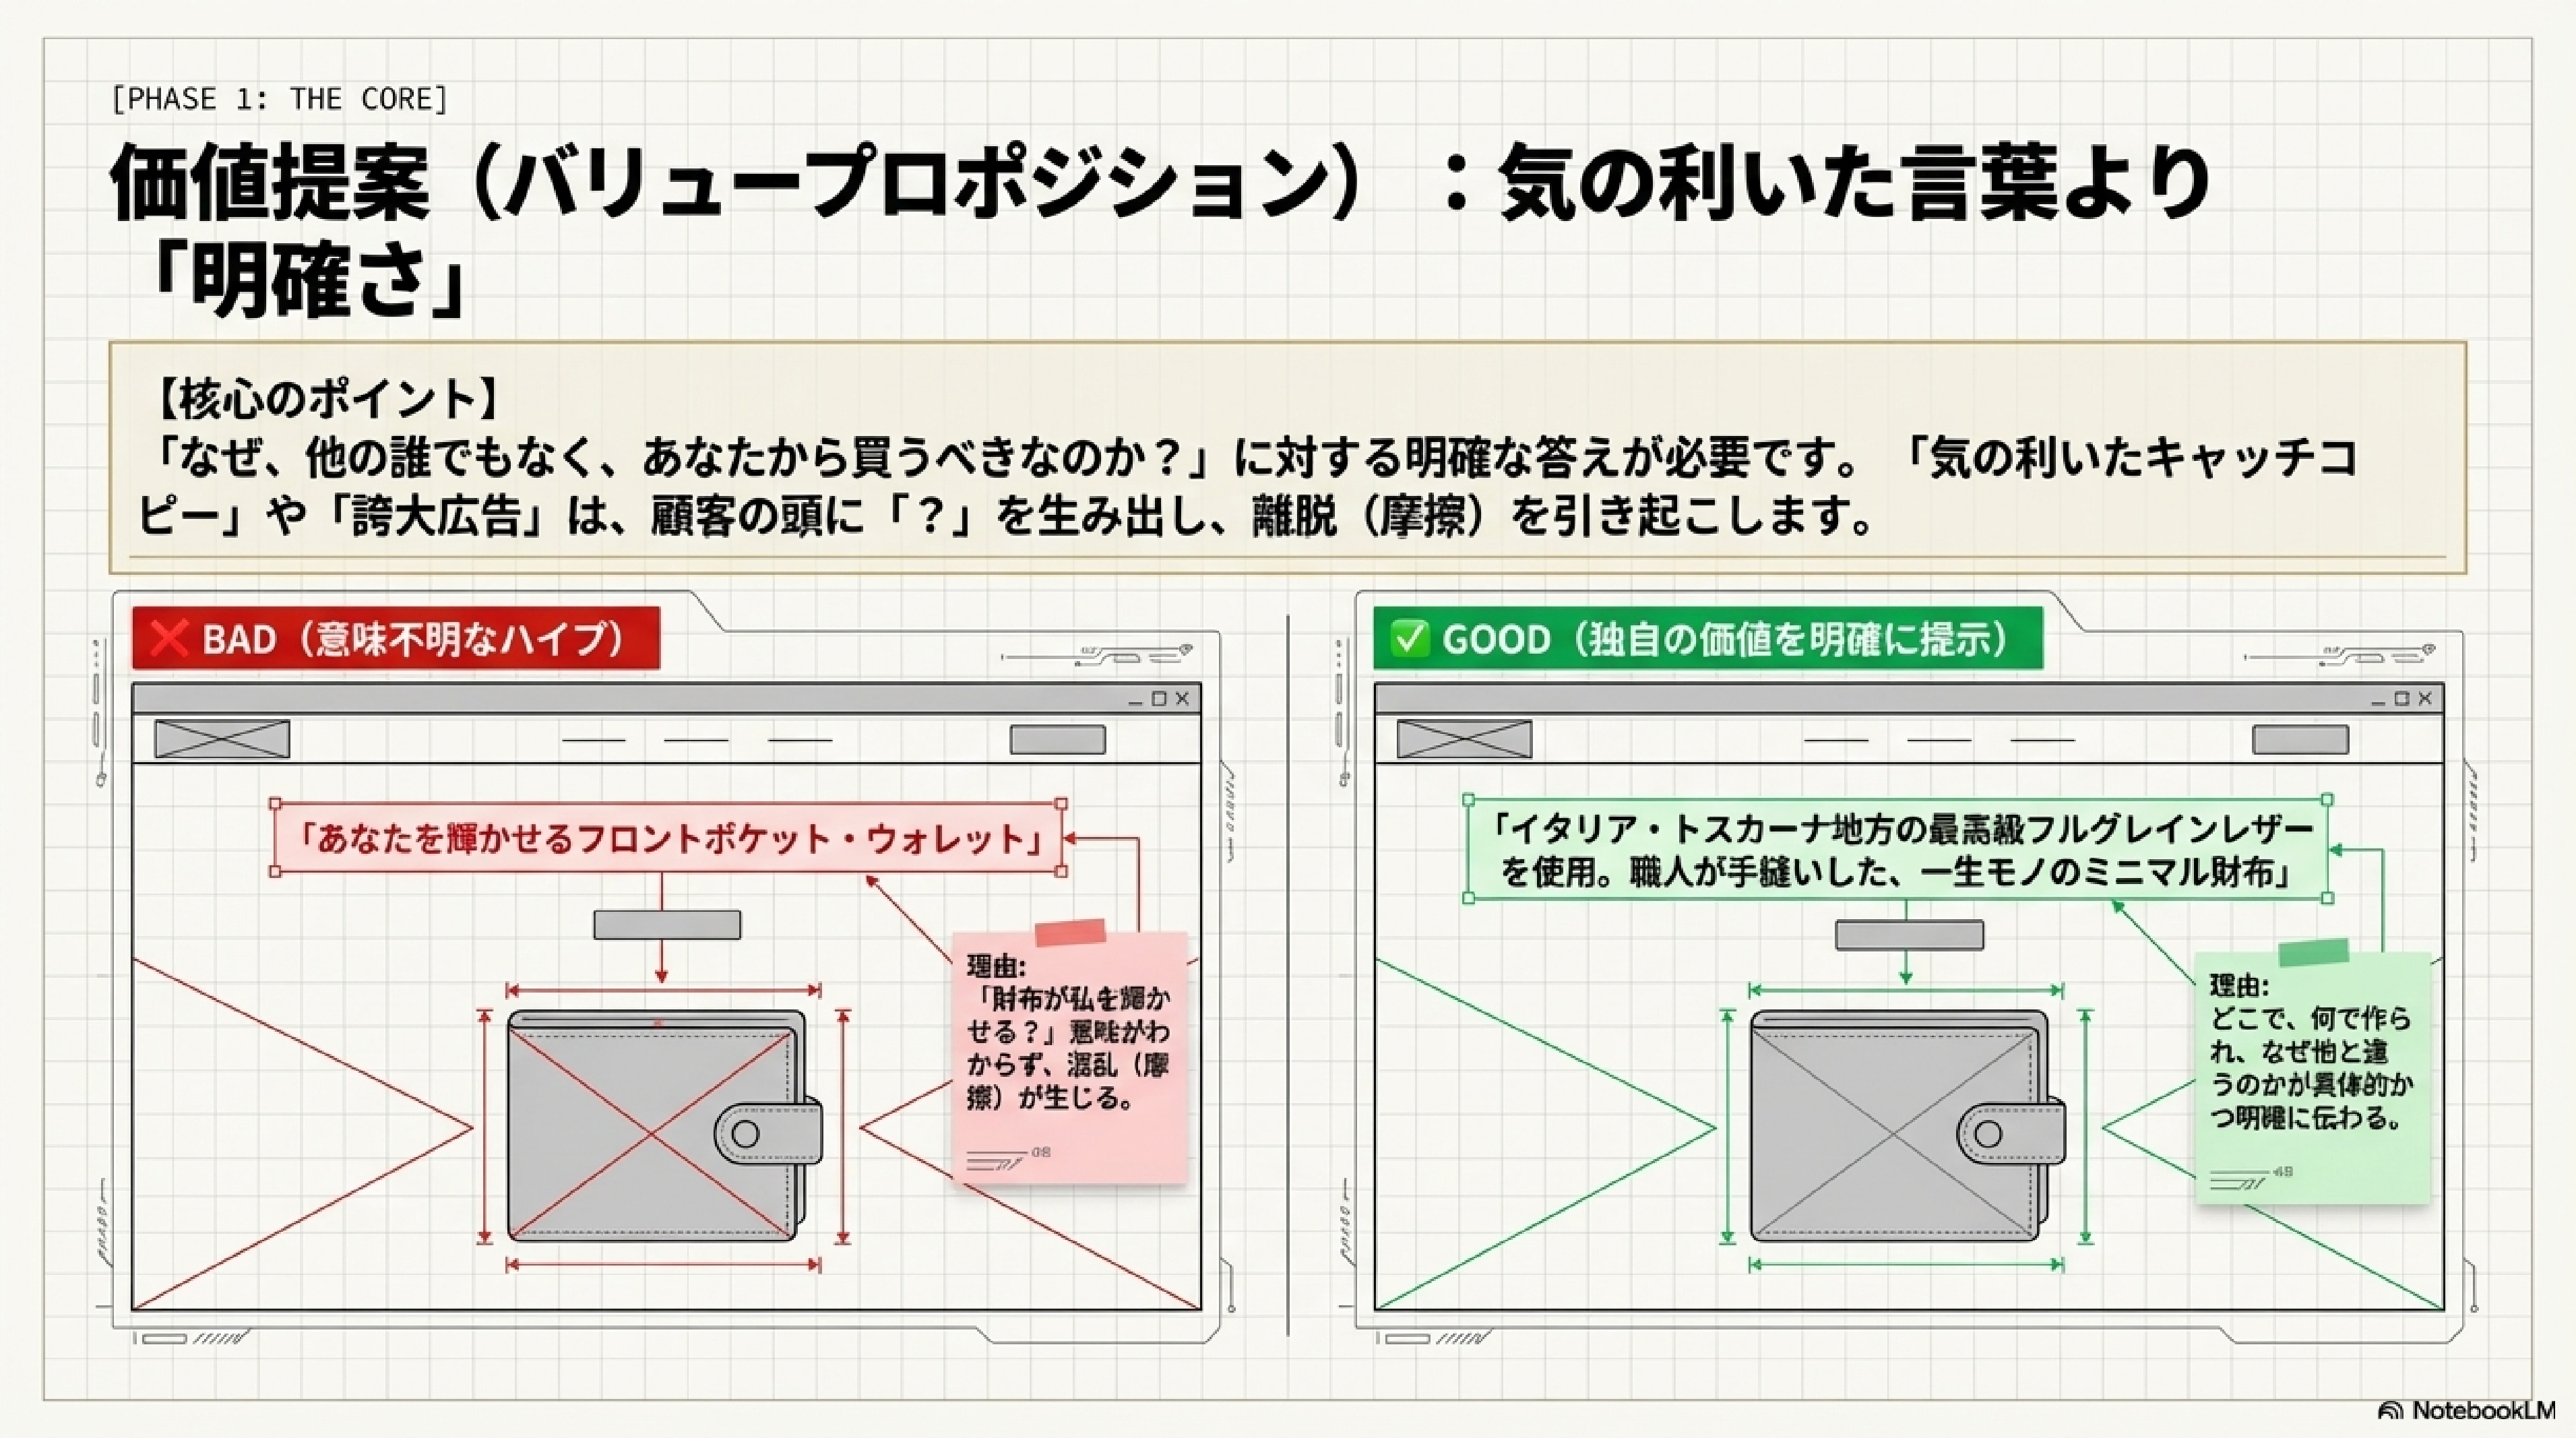 [PHASE 1: THE CORE]
価値提案（バリュープロポジション）：気の利いた言葉より
「明確さ」
【核心のポイント】
「なぜ、他の誰でもなく、あなたから買うべきなのか？」に対する明確な答えが必要です。「気の利いたキャッチコ
ピー」や「誇大広告」は、顧客の頭に「？」を生み出し、離脱（摩擦）を引き起こします。
❌ BAD（意味不明なハイプ）
「あなたを輝かせるフロントポケット・ウォレット」
理由:
「財布が私を輝か
せる？」意味がわ
からず、混乱（摩
擦）が生じる。
✅ GOOD（独自の価値を明確に提示）
「イタリア・トスカーナ地方の最高級フルグレインレザー
を使用。職人が手縫いした、一生モノのミニマル財布」
理由:
どこで、何で作ら
れ、なぜ他と違
うのかが具体的か
つ明確に伝わる。
NotebookLM